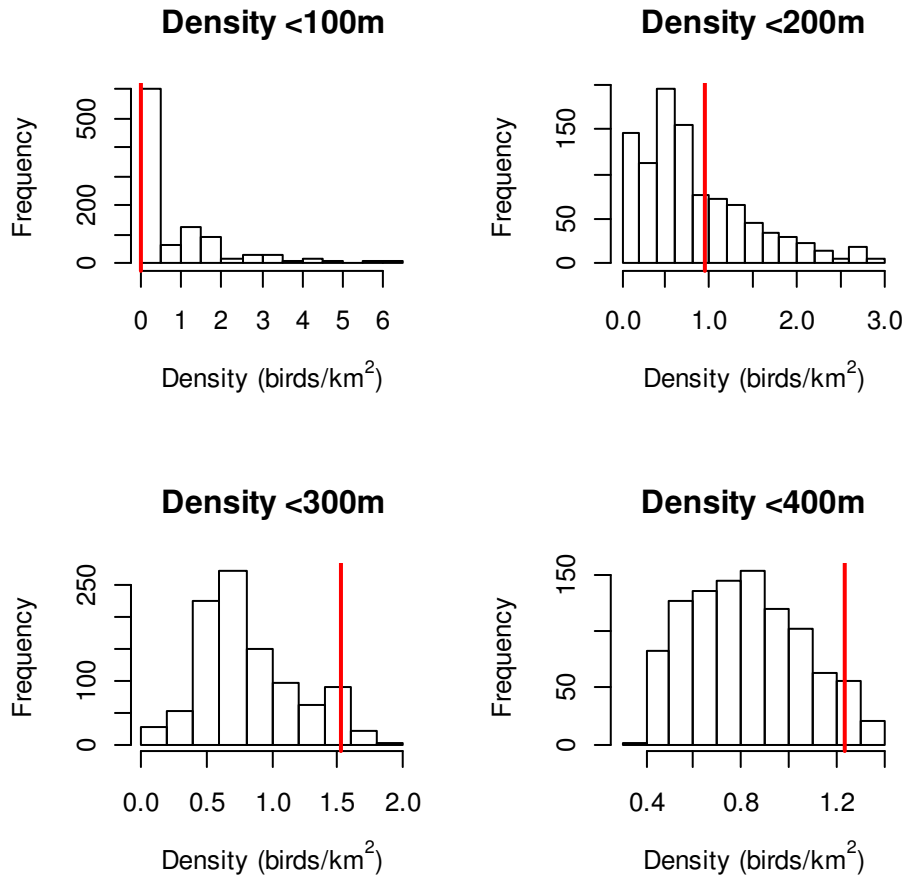 Density <100m
Frequency
0 200 500
0 1 2 3 4 5 6
Density (birds/km²)
Density <200m
Frequency
0 50 150
0.0 1.0 2.0 3.0
Density (birds/km²)
Density <300m
Frequency
0 100 250
0.0 0.5 1.0 1.5 2.0
Density (birds/km²)
Density <400m
Frequency
0 50 150
0.4 0.8 1.2
Density (birds/km²)